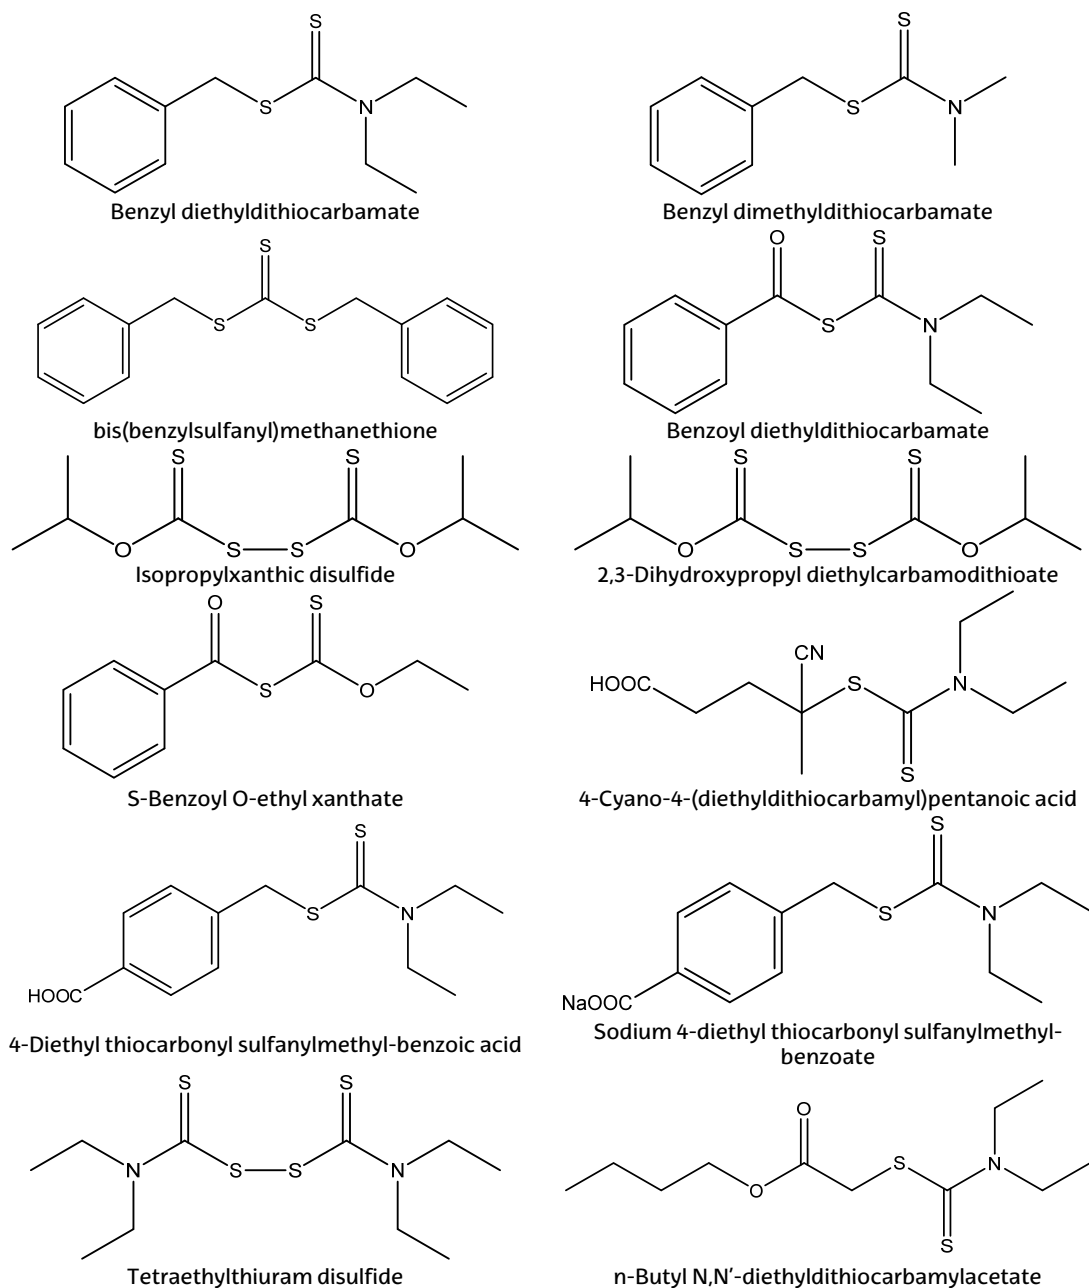 S
S
N
Benzyl diethyldithiocarbamate
S
S
N
Benzyl dimethyldithiocarbamate
S
S
S
bis(benzylsulfanyl)methanethione
O
S
S
N
Benzoyl diethyldithiocarbamate
S
S
O
S
S
O
Isopropylxanthic disulfide
S
S
O
S
S
O
2,3-Dihydroxypropyl diethylcarbamodithioate
O
S
S
O
S-Benzoyl O-ethyl xanthate
CN
HOOC
S
N
S
4-Cyano-4-(diethyldithiocarbamyl)pentanoic acid
S
S
N
HOOC
4-Diethyl thiocarbonyl sulfanylmethyl-benzoic acid
S
S
N
NaOOC
Sodium 4-diethyl thiocarbonyl sulfanylmethyl-
benzoate
S
S
N
S
S
N
Tetraethylthiuram disulfide
O
S
N
O
S
n-Butyl N,N'-diethyldithiocarbamylacetate